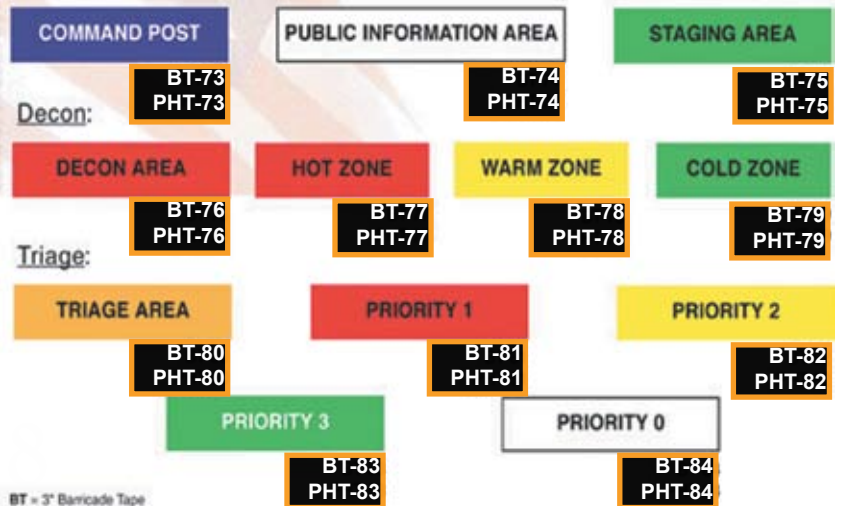 COMMAND POST PUBLIC INFORMATION AREA STAGING AREA
BT-73 BT-74 BT-75
PHT-73 PHT-74 PHT-75
Decon:
DECON AREA HOT ZONE WARM ZONE COLD ZONE
BT-76 BT-77 BT-78 BT-79
PHT-76 PHT-77 PHT-78 PHT-79
Triage:
TRIAGE AREA PRIORITY 1 PRIORITY 2
BT-80 BT-81 BT-82
PHT-80 PHT-81 PHT-82
PRIORITY 3 PRIORITY 0
BT-83 BT-84
PHT-83 PHT-84
BT = 3" Barricade Tape